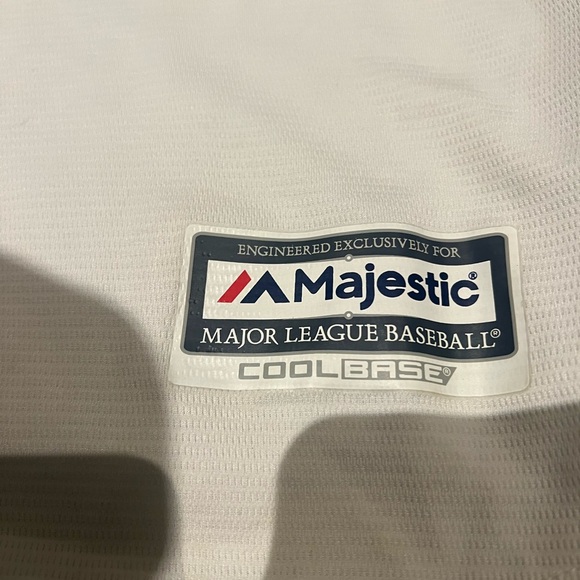 ENGINEERED EXCLUSIVELY FOR
Majestic®
MAJOR LEAGUE BASEBALL®
COOLBASE®